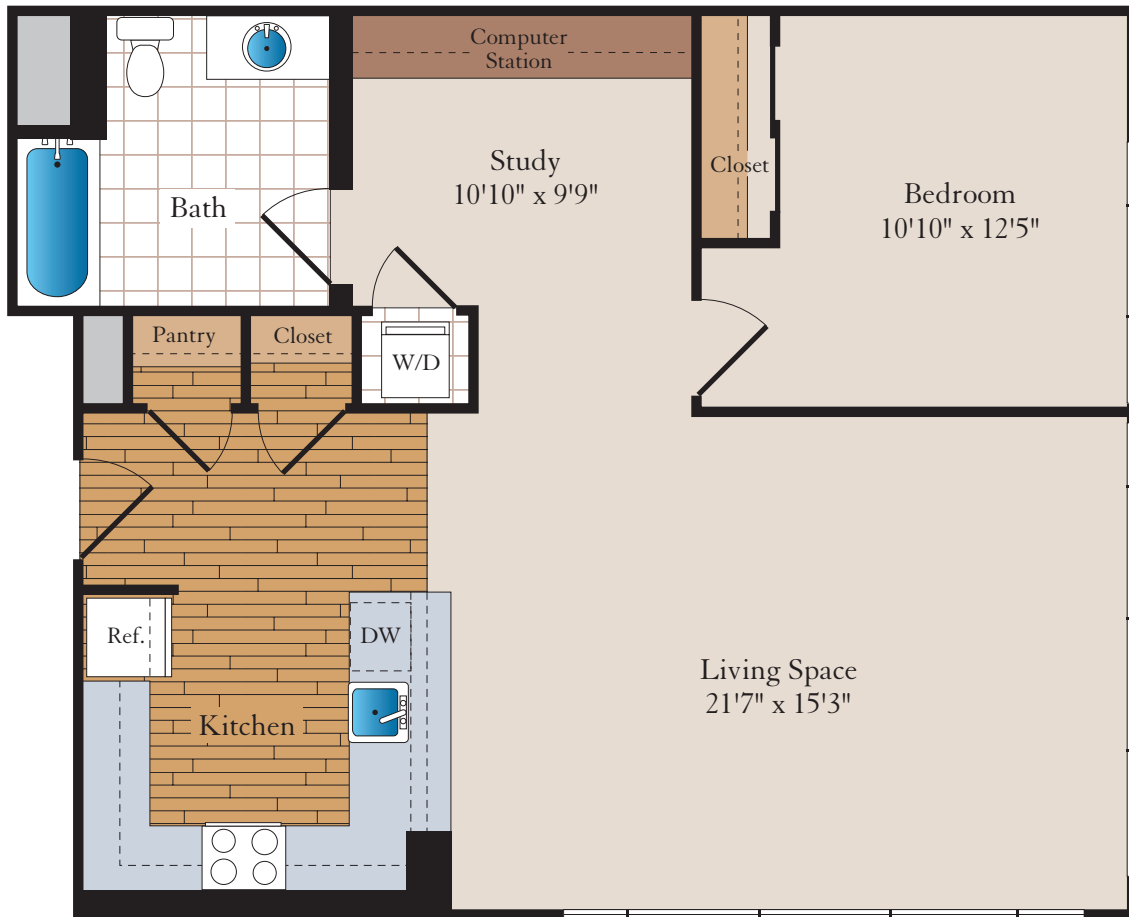 Computer
Station
Study
10'10" x 9'9"
Closet
Bedroom
10'10" x 12'5"
Bath
Pantry
Closet
W/D
Ref.
DW
Kitchen
Living Space
21'7" x 15'3"